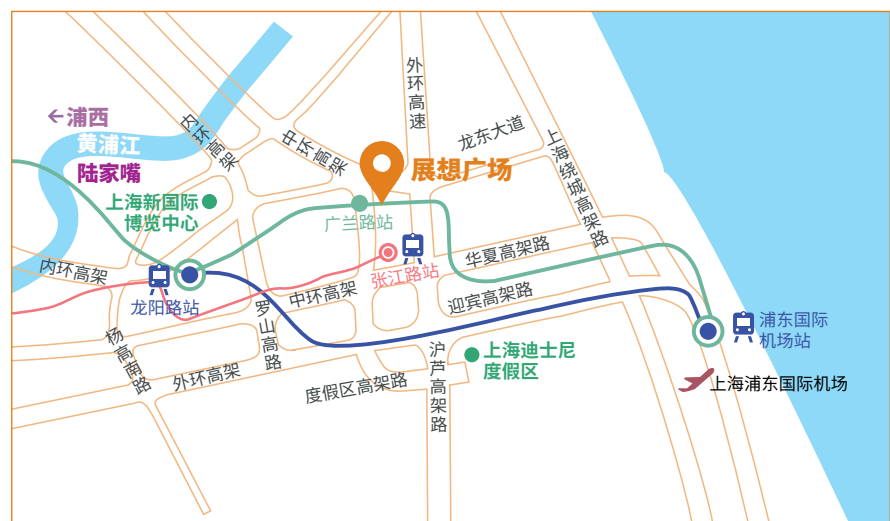 外环高速
←浦西
内环高架
中环高架
龙东大道
黄浦江
上海绕城高架路
陆家嘴
展想广场
上海新国际
博览中心
广兰路站
华夏高架路
内环高架
张江路站
龙阳路站
中环高架
迎宾高架路
罗山高路
浦东国际
机场站
杨高南路
沪芦高架路
上海迪士尼
度假区
外环高架
度假区高架路
上海浦东国际机场